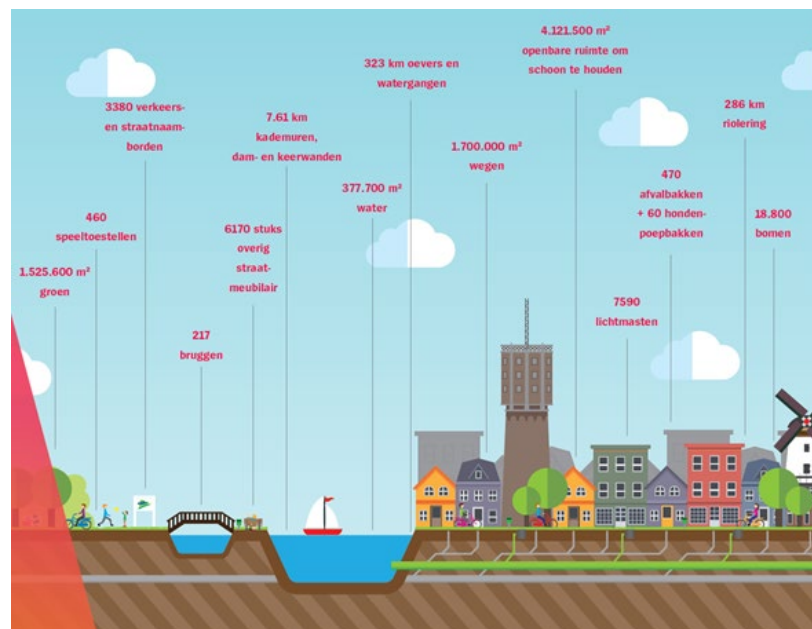 1.525.600 m²
groen
460
speeltoestellen
3380 verkeers-
en straatnaam-
borden
217
bruggen
6170 stuks
overig
straat-
meubilair
7.61 km
kademuren,
dam- en keerwanden
377.700 m²
water
323 km oevers en
watergangen
1.700.000 m²
wegen
4.121.500 m²
openbare ruimte om
schoon te houden
7590
lichtmasten
470
afvalbakken
+ 60 honden-
poepbakken
286 km
riolering
18.800
bomen